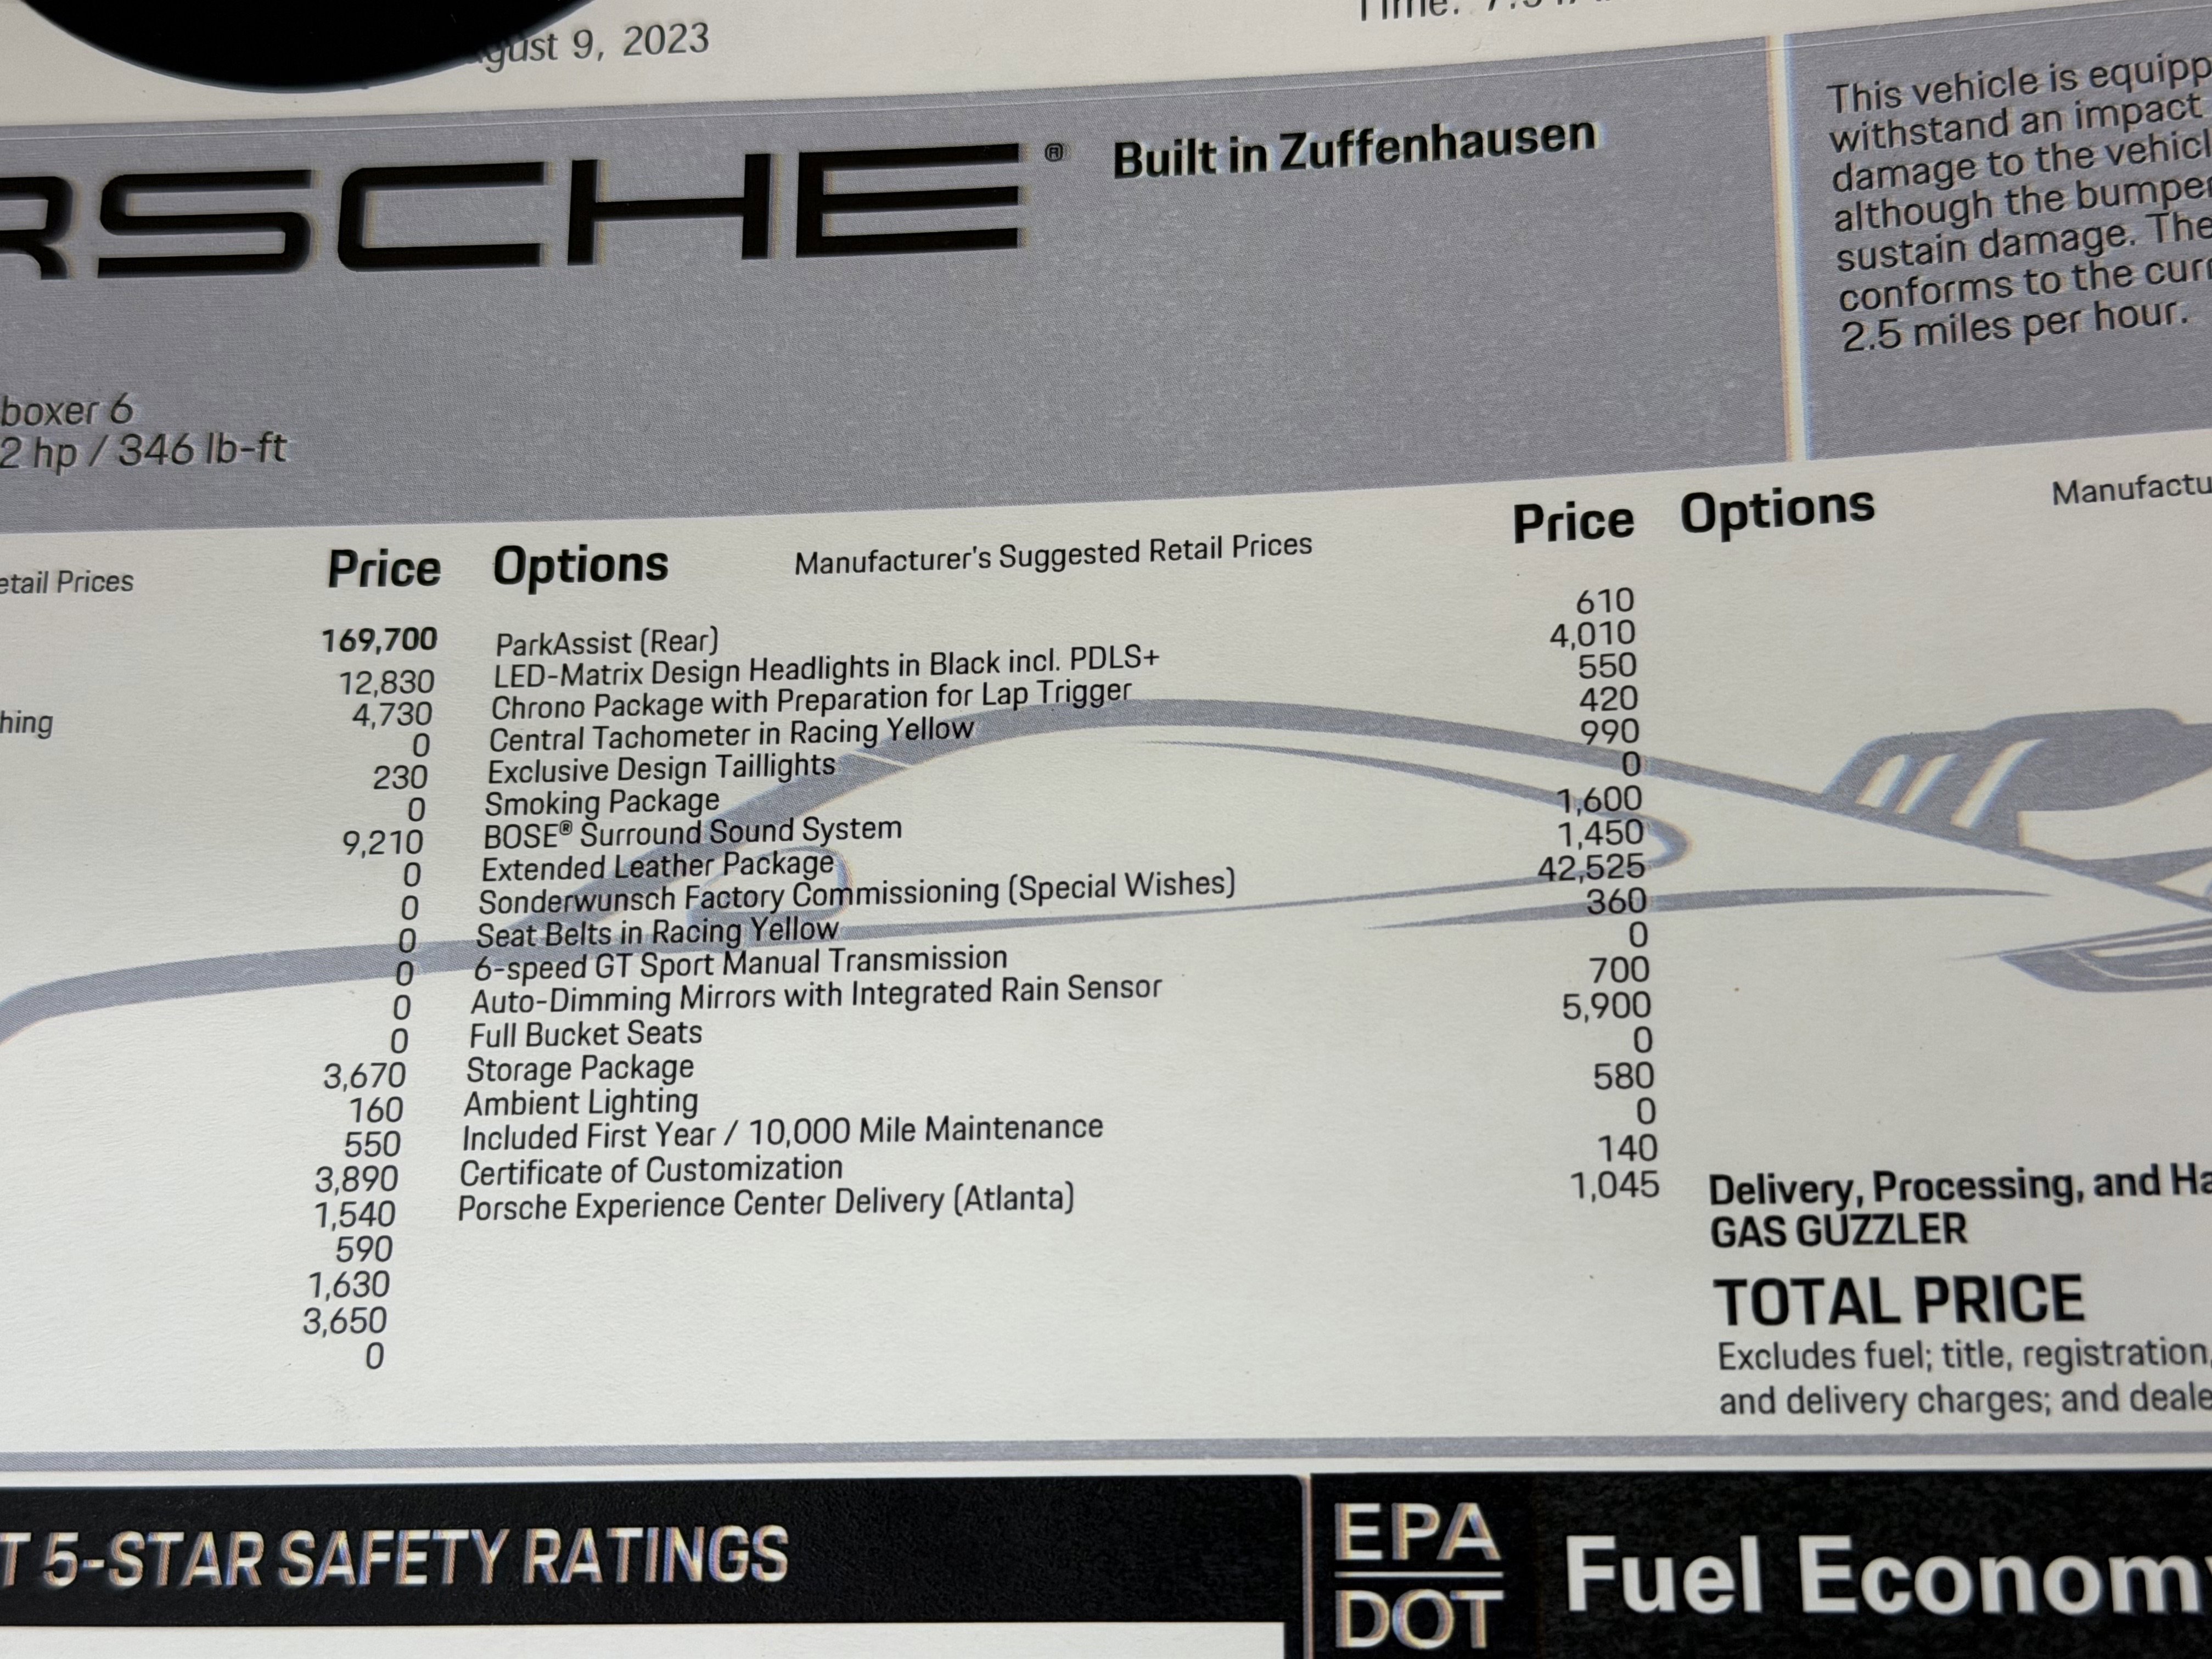 gust 9, 2023
Time:
RSCHE® Built in Zuffenhausen
This vehicle is equipp
withstand an impact
damage to the vehicl
although the bumper
sustain damage. The
conforms to the curr
2.5 miles per hour.
boxer 6
2 hp / 346 lb-ft
etail Prices Price Options Manufacturer's Suggested Retail Prices Price Options Manufactu
169,700 ParkAssist (Rear) 610
12,830 LED-Matrix Design Headlights in Black incl. PDLS+ 4,010
hing 4,730 Chrono Package with Preparation for Lap Trigger 550
0 Central Tachometer in Racing Yellow 420
230 Exclusive Design Taillights 990
0 Smoking Package 0
9,210 BOSE® Surround Sound System 1,600
0 Extended Leather Package 1,450
0 Sonderwunsch Factory Commissioning (Special Wishes) 42,525
0 Seat Belts in Racing Yellow 360
0 6-speed GT Sport Manual Transmission 0
0 Auto-Dimming Mirrors with Integrated Rain Sensor 700
0 Full Bucket Seats 5,900
3,670 Storage Package 0
160 Ambient Lighting 580
550 Included First Year / 10,000 Mile Maintenance 0
3,890 Certificate of Customization 140
1,540 Porsche Experience Center Delivery (Atlanta) 1,045
590
1,630
3,650
0
Delivery, Processing, and Ha
GAS GUZZLER
TOTAL PRICE
Excludes fuel; title, registration,
and delivery charges; and deale
T 5-STAR SAFETY RATINGS
EPA
DOT
Fuel Economy